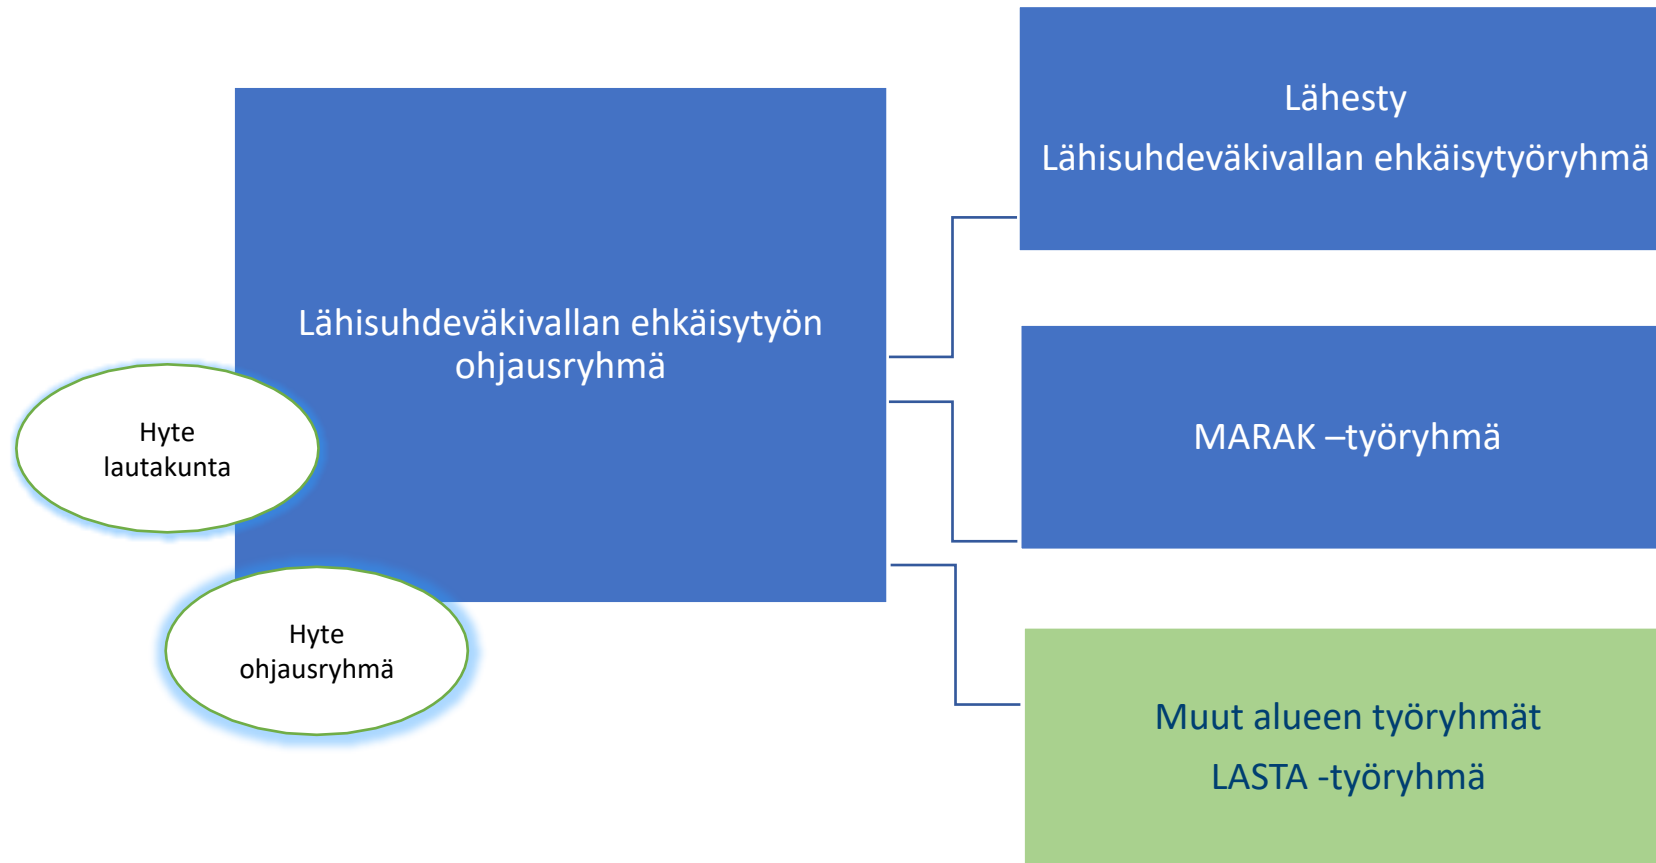 Lähesty
Lähisuhdeväkivallan ehkäisytyöryhmä
Lähisuhdeväkivallan ehkäisytyön
ohjausryhmä
Hyte
lautakunta
MARAK –työryhmä
Hyte
ohjausryhmä
Muut alueen työryhmät
LASTA -työryhmä